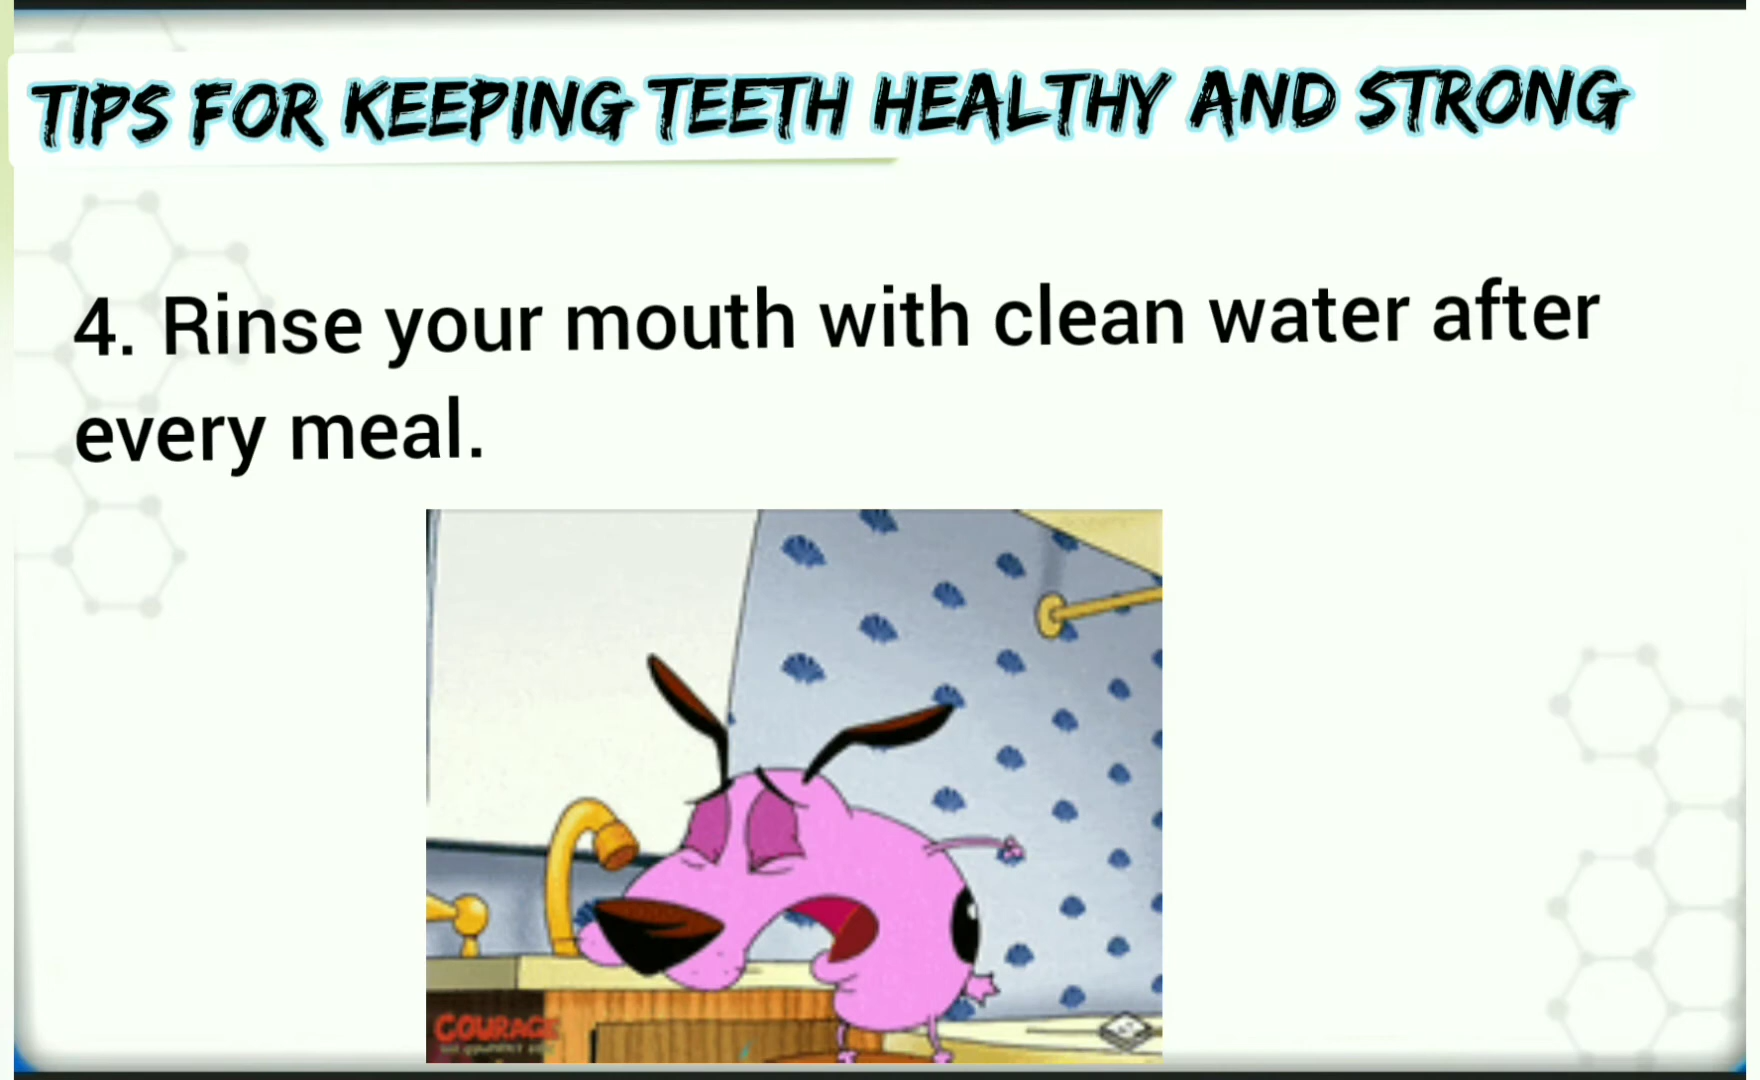 TIPS FOR KEEPING TEETH HEALTHY AND STRONG
4. Rinse your mouth with clean water after
every meal.
COURAGE